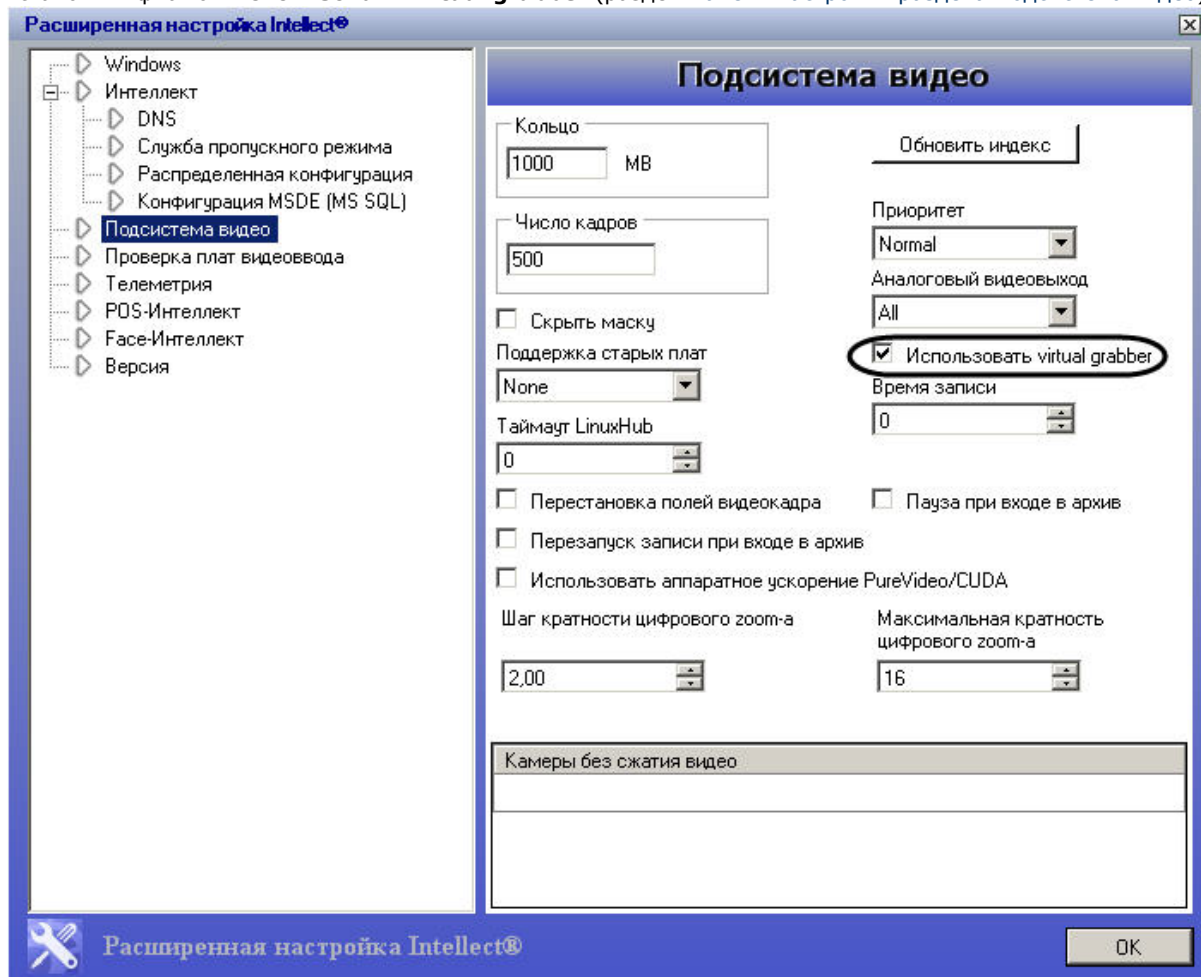 Расширенная настройка Intellect®
Windows
Интеллект
DNS
Служба пропускного режима
Распределенная конфигурация
Конфигурация MSDE (MS SQL)
Подсистема видео
Проверка плат видеоввода
Телеметрия
POS-Интеллект
Face-Интеллект
Версия
Подсистема видео
Кольцо
1000 MB
Обновить индекс
Число кадров
500
Приоритет
Normal
Аналоговый видеовыход
All
Скрыть маску
Использовать virtual grabber
Поддержка старых плат
None
Время записи
0
Таймаут LinuxHub
0
Перестановка полей видеокадра
Пауза при входе в архив
Перезапуск записи при входе в архив
Использовать аппаратное ускорение PureVideo/CUDA
Шаг кратности цифрового zoom-а
2,00
Максимальная кратность
цифрового zoom-а
16
Камеры без сжатия видео
Расширенная настройка Intellect®
OK